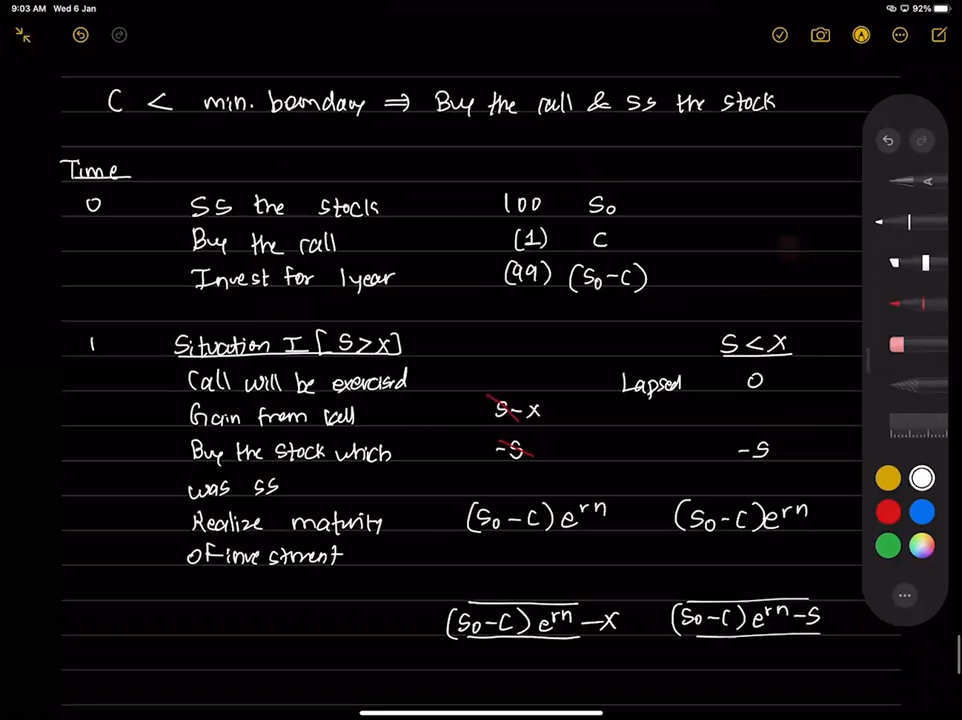 9:03 AM Wed 6 Jan 92%
C < min. boundary ⇒ Buy the call & SS the stock
Time
0 SS the stock 100 S₀
Buy the call (1) C
Invest for 1 year (99) (S₀-C)
1 Situation I [S>X] S<X
Call will be exercised Lapsed 0
Gain from call S-X
Buy the stock which -S -S
was SS
Realize maturity (S₀-C)eʳⁿ (S₀-C)eʳⁿ
of investment
(S₀-C)eʳⁿ-X (S₀-C)eʳⁿ-S